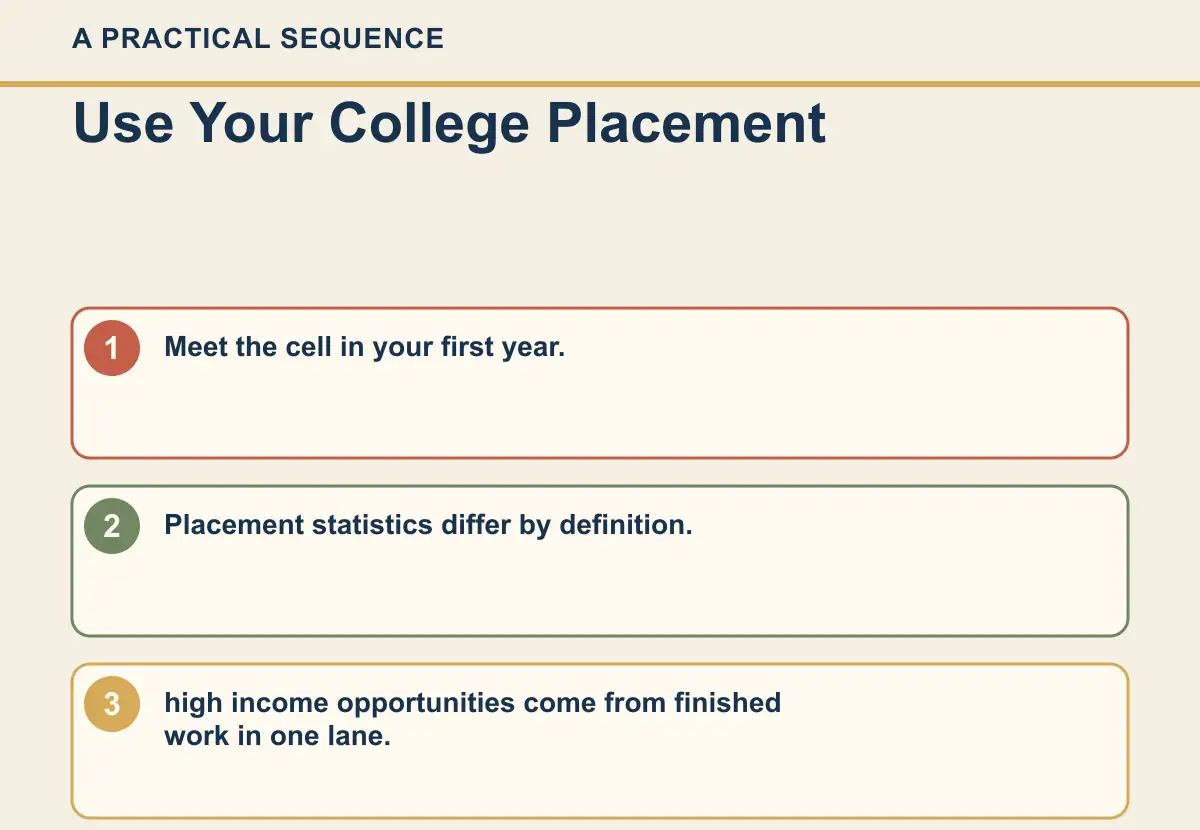 A PRACTICAL SEQUENCE
Use Your College Placement
1
Meet the cell in your first year.
2
Placement statistics differ by definition.
3
high income opportunities come from finished
work in one lane.